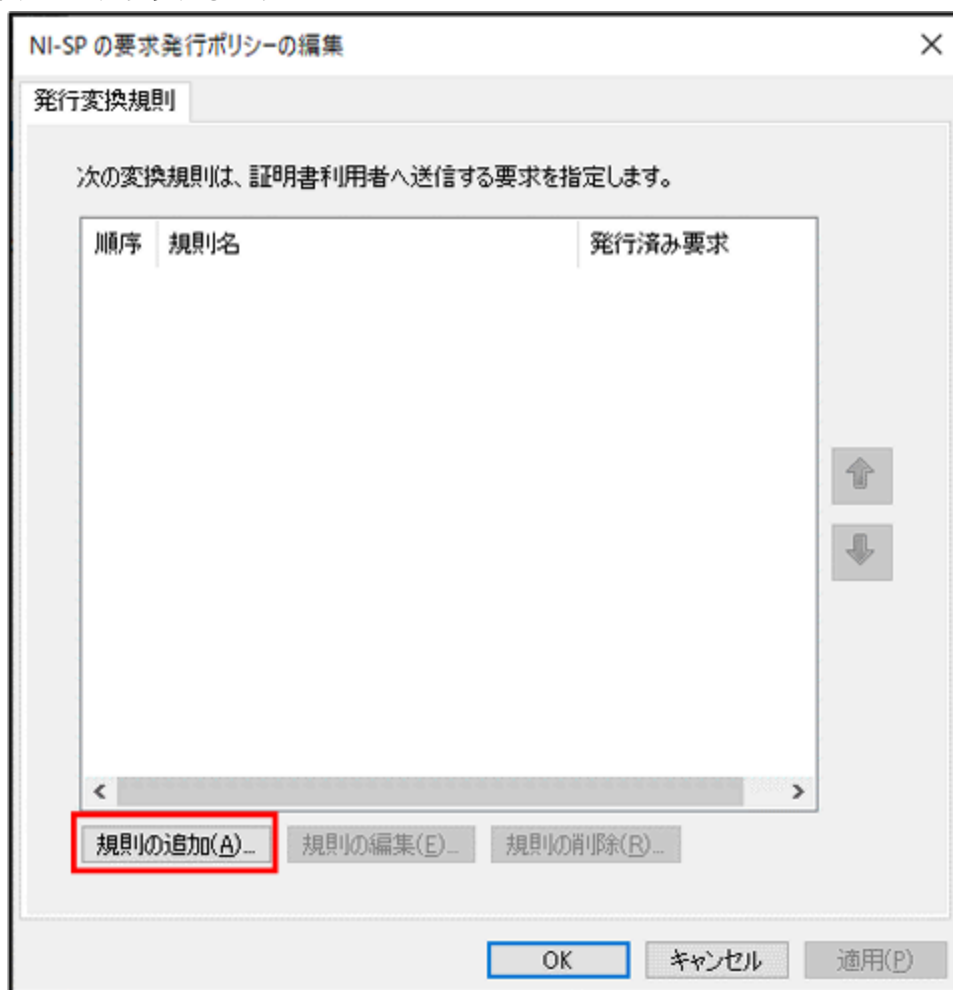 NI-SP の要求発行ポリシーの編集
発行変換規則
次の変換規則は、証明書利用者へ送信する要求を指定します。
順序 規則名 発行済み要求
規則の追加(A)... 規則の編集(E)... 規則の削除(R)...
OK キャンセル 適用(P)